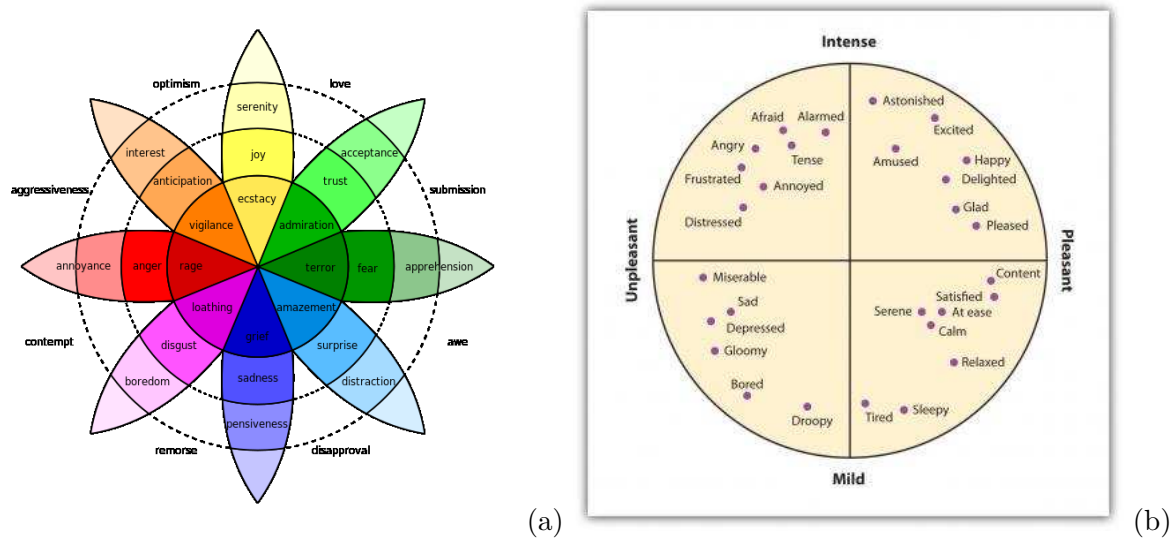 optimism
love
serenity
interest
joy
acceptance
anticipation
trust
aggressiveness
submission
ecstacy
vigilance
admiration
annoyance
anger
rage
terror
fear
apprehension
loathing
amazement
disgust
grief
surprise
contempt
awe
boredom
sadness
distraction
pensiveness
remorse
disapproval
(a)
Intense
Astonished
Afraid
Alarmed
Excited
Angry
Tense
Amused
Happy
Frustrated
Annoyed
Delighted
Distressed
Glad
Pleased
Unpleasant
Pleasant
Miserable
Content
Sad
Satisfied
Depressed
Serene
At ease
Calm
Gloomy
Relaxed
Bored
Droopy
Tired
Sleepy
Mild
(b)